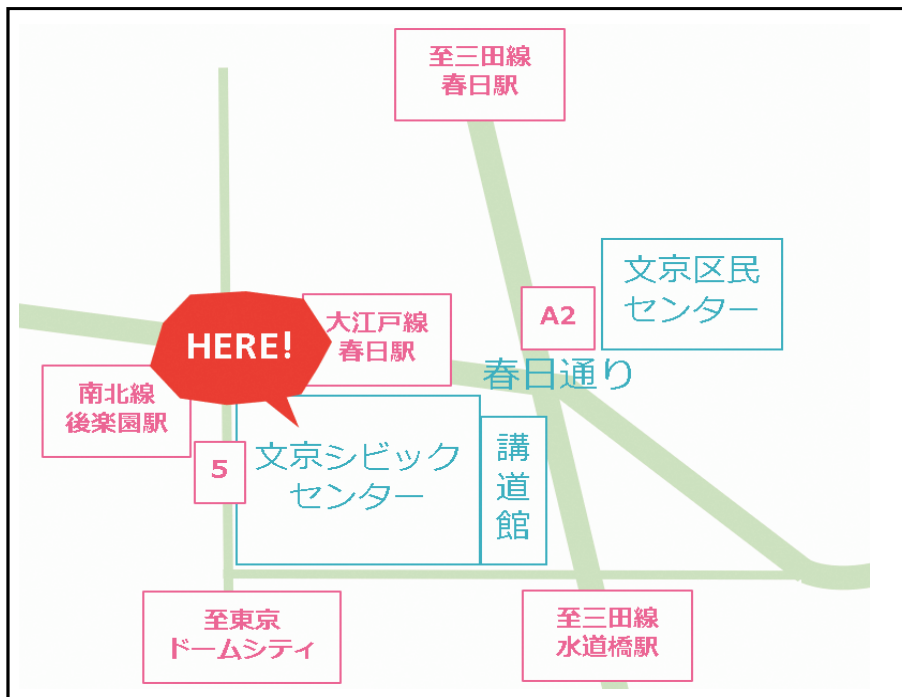 至三田線
春日駅
文京区民
センター
A2
HERE!
大江戸線
春日駅
春日通り
南北線
後楽園駅
5
文京シビック
センター
講道館
至東京
ドームシティ
至三田線
水道橋駅